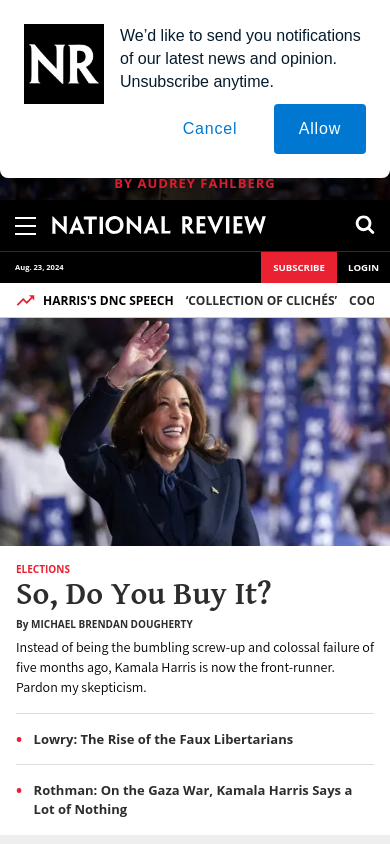 NR
We’d like to send you notifications
of our latest news and opinion.
Unsubscribe anytime.
Cancel
Allow
BY AUDREY FAHLBERG
NATIONAL REVIEW
Aug. 23, 2024
SUBSCRIBE
LOGIN
HARRIS'S DNC SPEECH
‘COLLECTION OF CLICHÉS’
COO
KAMALA
ELECTIONS
So, Do You Buy It?
By MICHAEL BRENDAN DOUGHERTY
Instead of being the bumbling screw-up and colossal failure of
five months ago, Kamala Harris is now the front-runner.
Pardon my skepticism.
Lowry: The Rise of the Faux Libertarians
Rothman: On the Gaza War, Kamala Harris Says a
Lot of Nothing